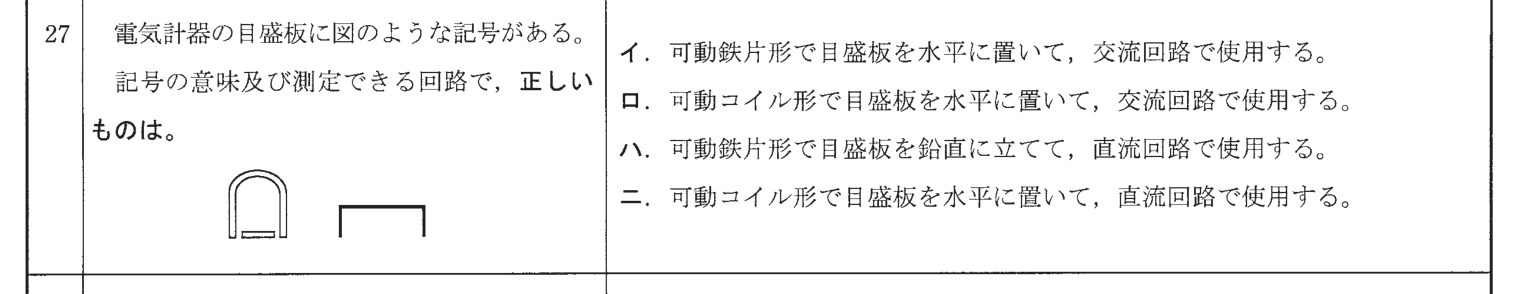 27
電気計器の目盛板に図のような記号がある。
記号の意味及び測定できる回路で，正しい
ものは。
イ．可動鉄片形で目盛板を水平に置いて，交流回路で使用する。
ロ．可動コイル形で目盛板を水平に置いて，交流回路で使用する。
ハ．可動鉄片形で目盛板を鉛直に立てて，直流回路で使用する。
ニ．可動コイル形で目盛板を水平に置いて，直流回路で使用する。